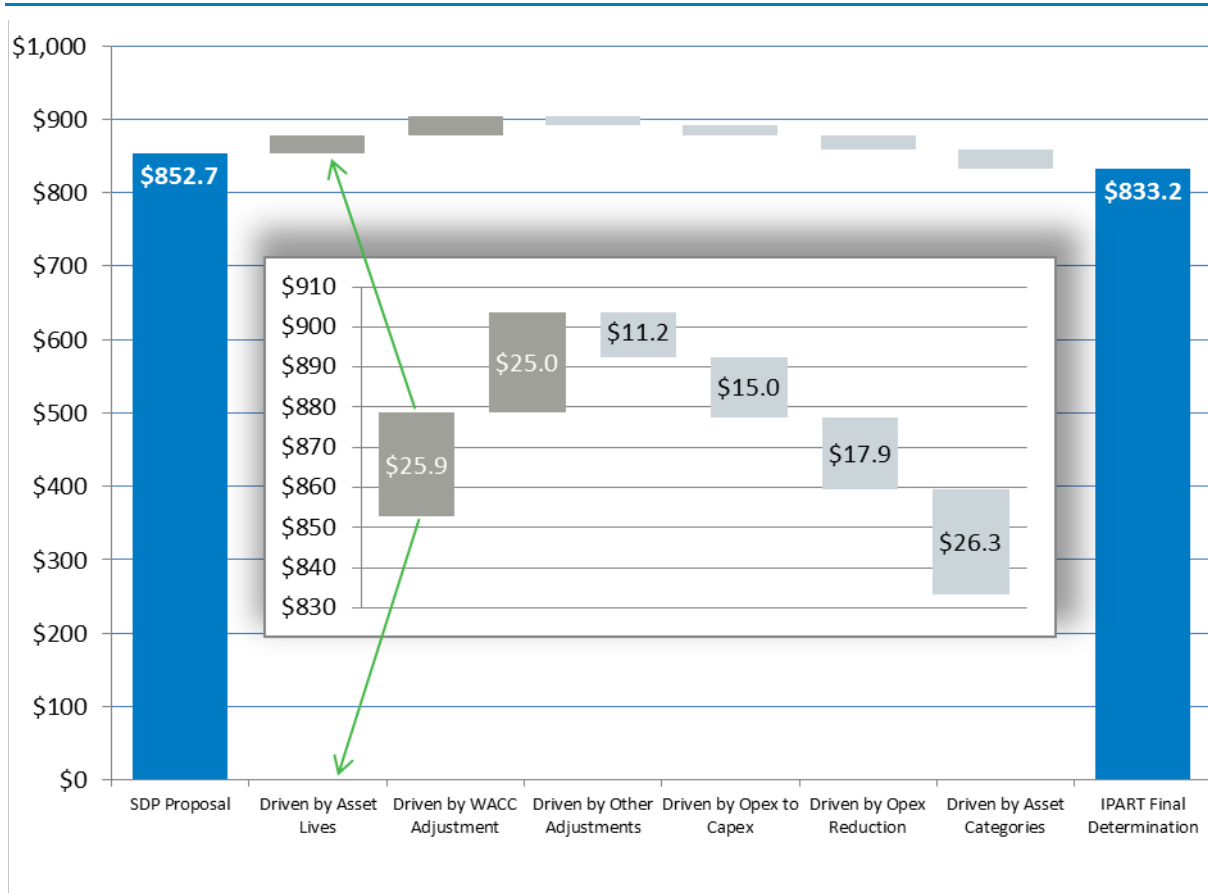 $1,000
$900
$800
$700
$600
$500
$400
$300
$200
$100
$0
$852.7
$833.2
$910
$900
$890
$880
$870
$860
$850
$840
$830
$25.9
$25.0
$11.2
$15.0
$17.9
$26.3
SDP Proposal
Driven by Asset
Lives
Driven by WACC
Adjustment
Driven by Other
Adjustments
Driven by Opex to
Capex
Driven by Opex
Reduction
Driven by Asset
Categories
IPART Final
Determination